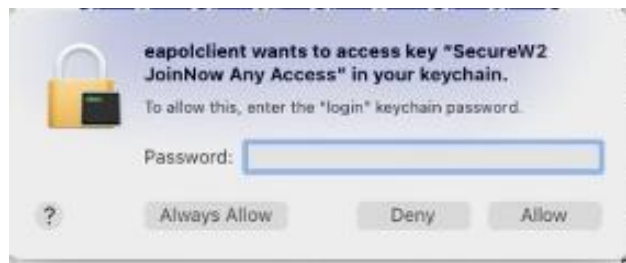 eapolclient wants to access key "SecureW2
JoinNow Any Access" in your keychain.
To allow this, enter the "login" keychain password.
Password:
? Always Allow Deny Allow